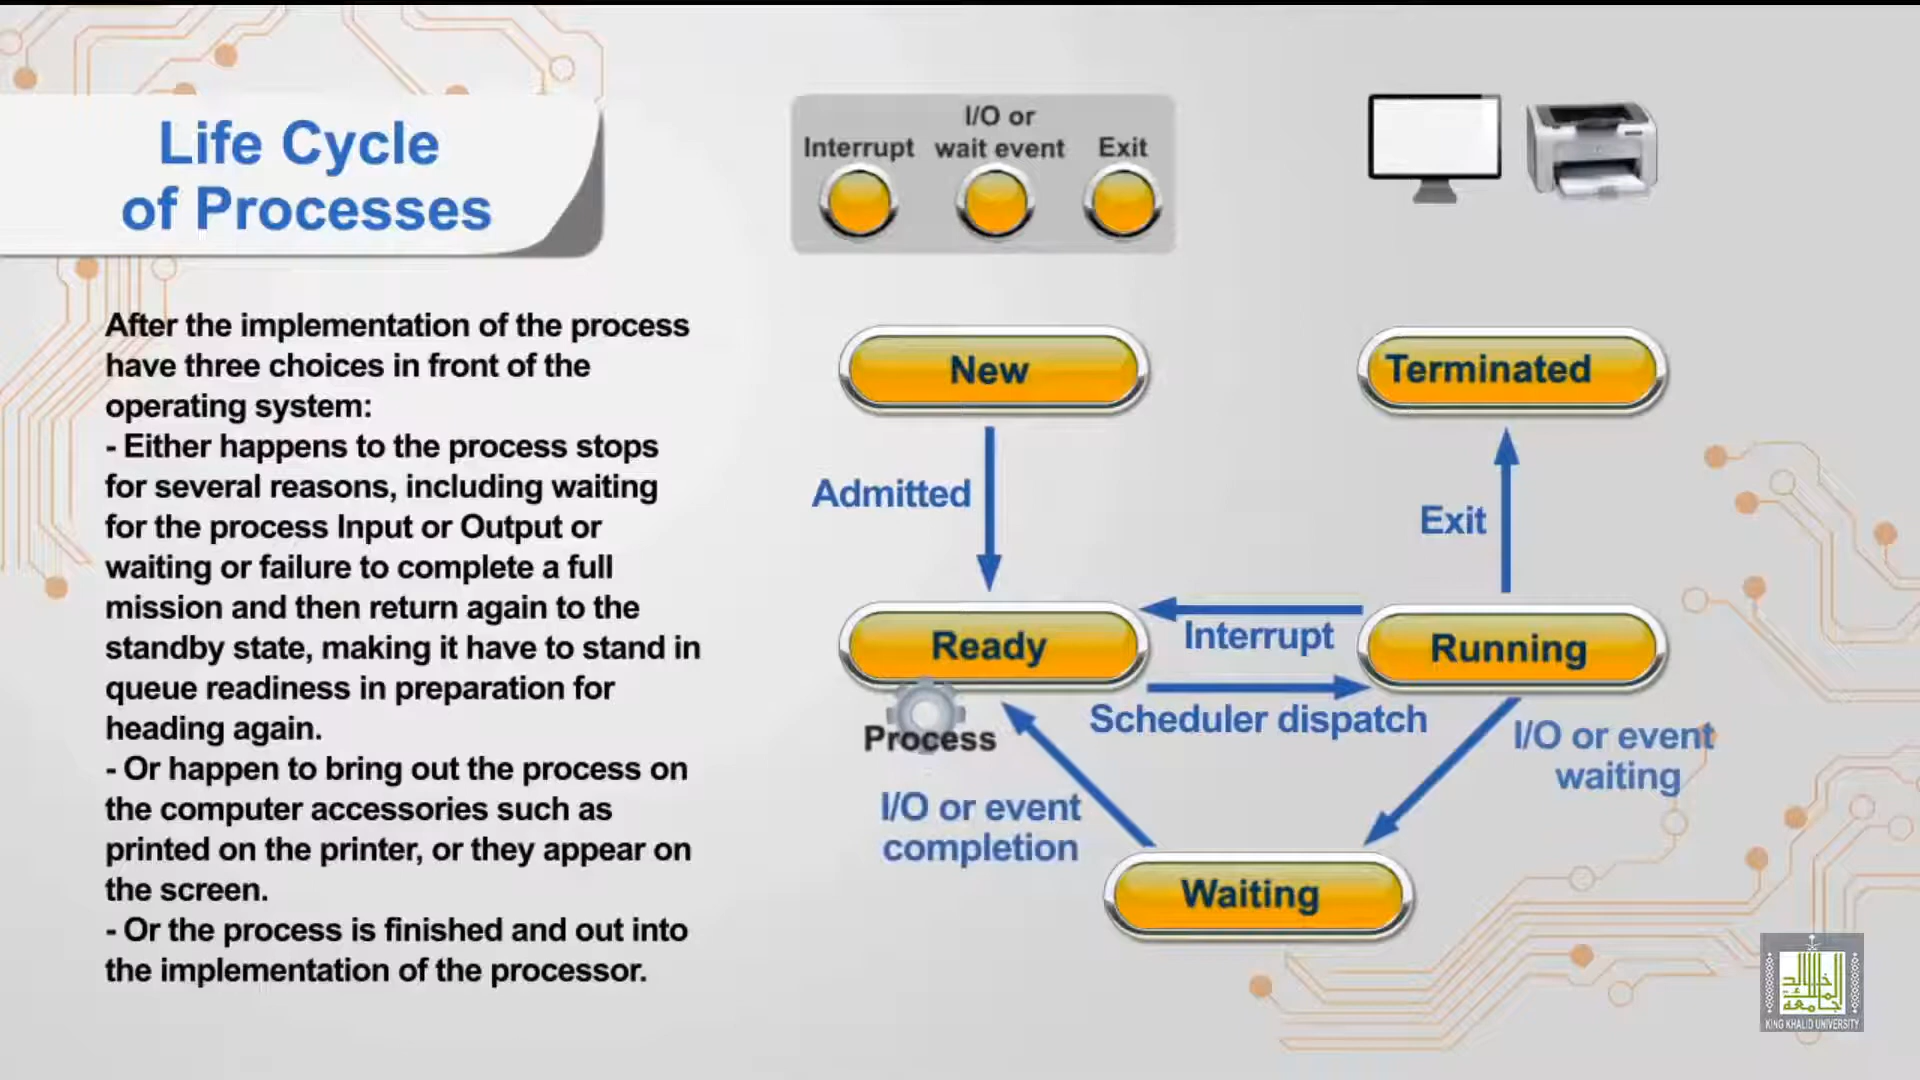 Life Cycle
of Processes
After the implementation of the process
have three choices in front of the
operating system:
- Either happens to the process stops
for several reasons, including waiting
for the process Input or Output or
waiting or failure to complete a full
mission and then return again to the
standby state, making it have to stand in
queue readiness in preparation for
heading again.
- Or happen to bring out the process on
the computer accessories such as
printed on the printer, or they appear on
the screen.
- Or the process is finished and out into
the implementation of the processor.
Interrupt
I/O or
wait event
Exit
New
Terminated
Admitted
Exit
Ready
Interrupt
Running
Scheduler dispatch
Process
I/O or event
waiting
I/O or event
completion
Waiting
جامعة الملك خالد
KING KHALID UNIVERSITY